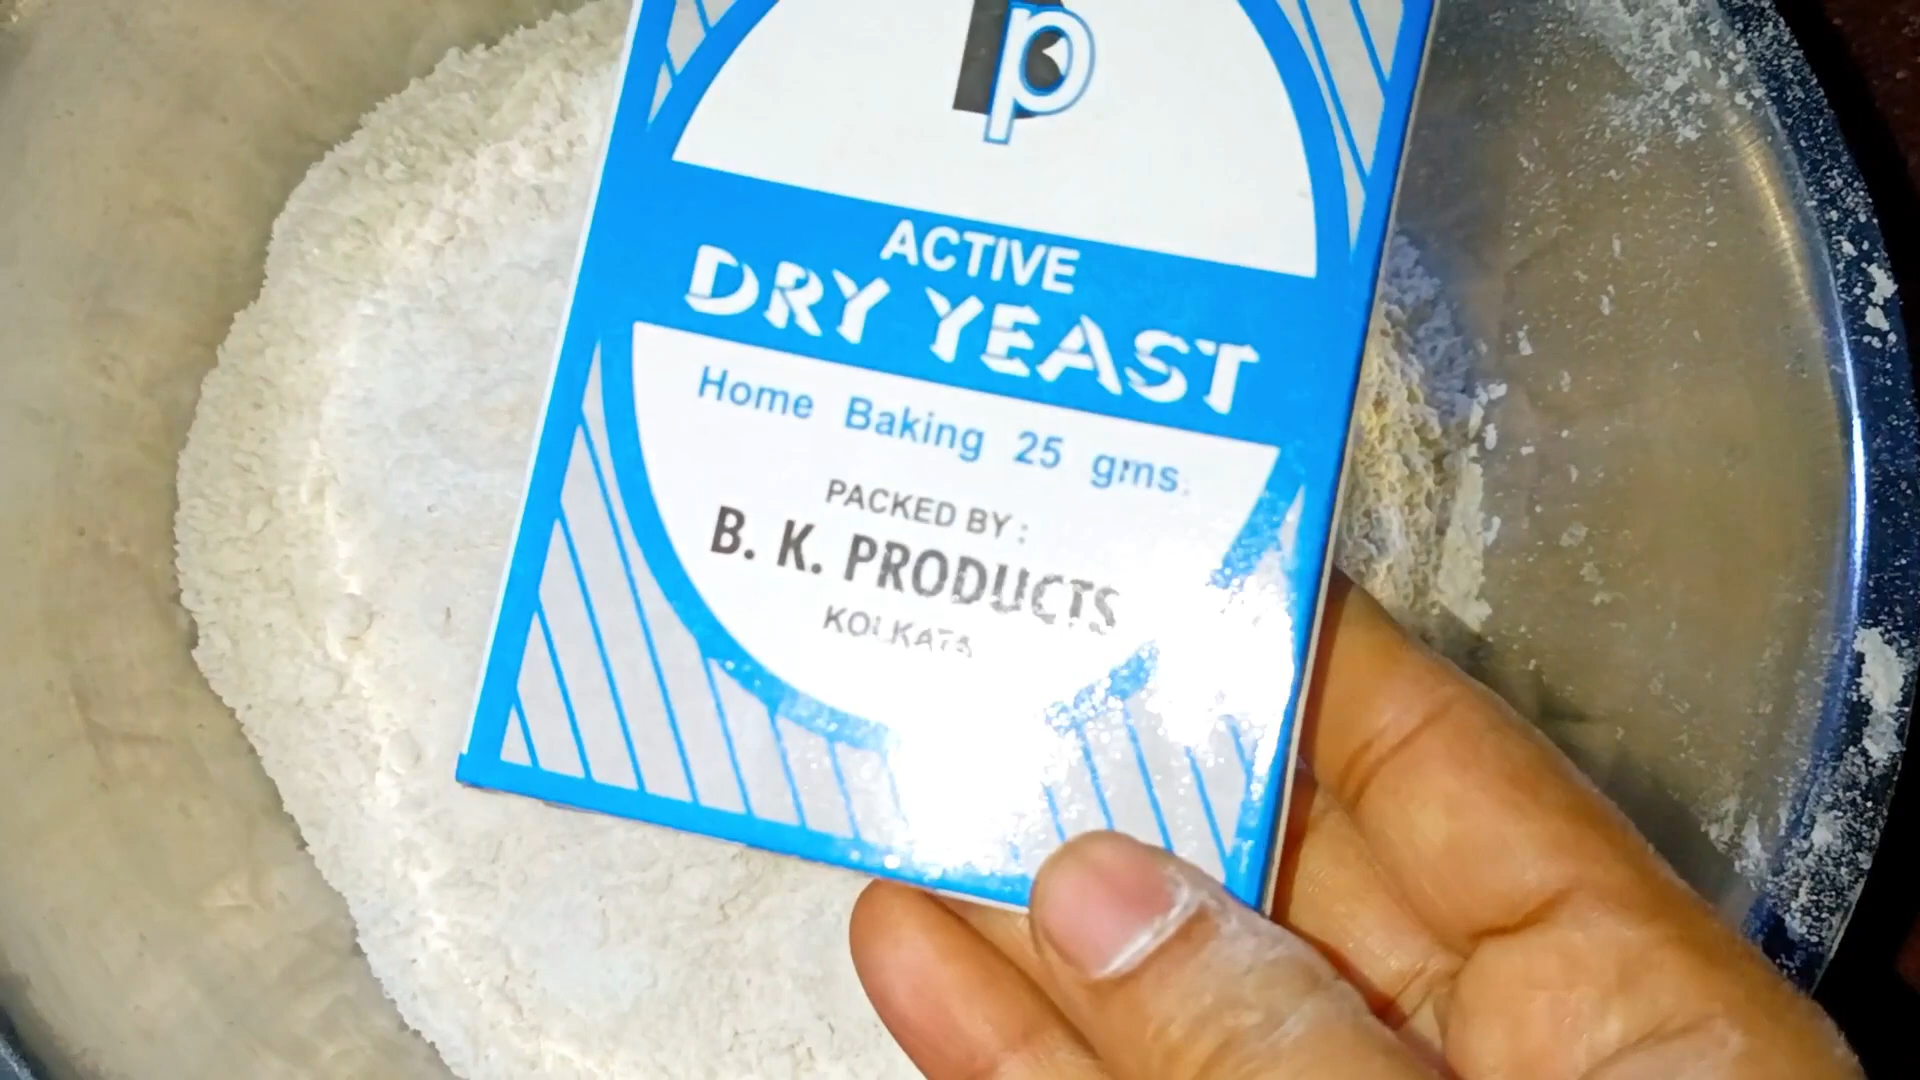 p
ACTIVE
DRY YEAST
Home Baking 25 gms.
PACKED BY :
B. K. PRODUCTS
KOLKATA